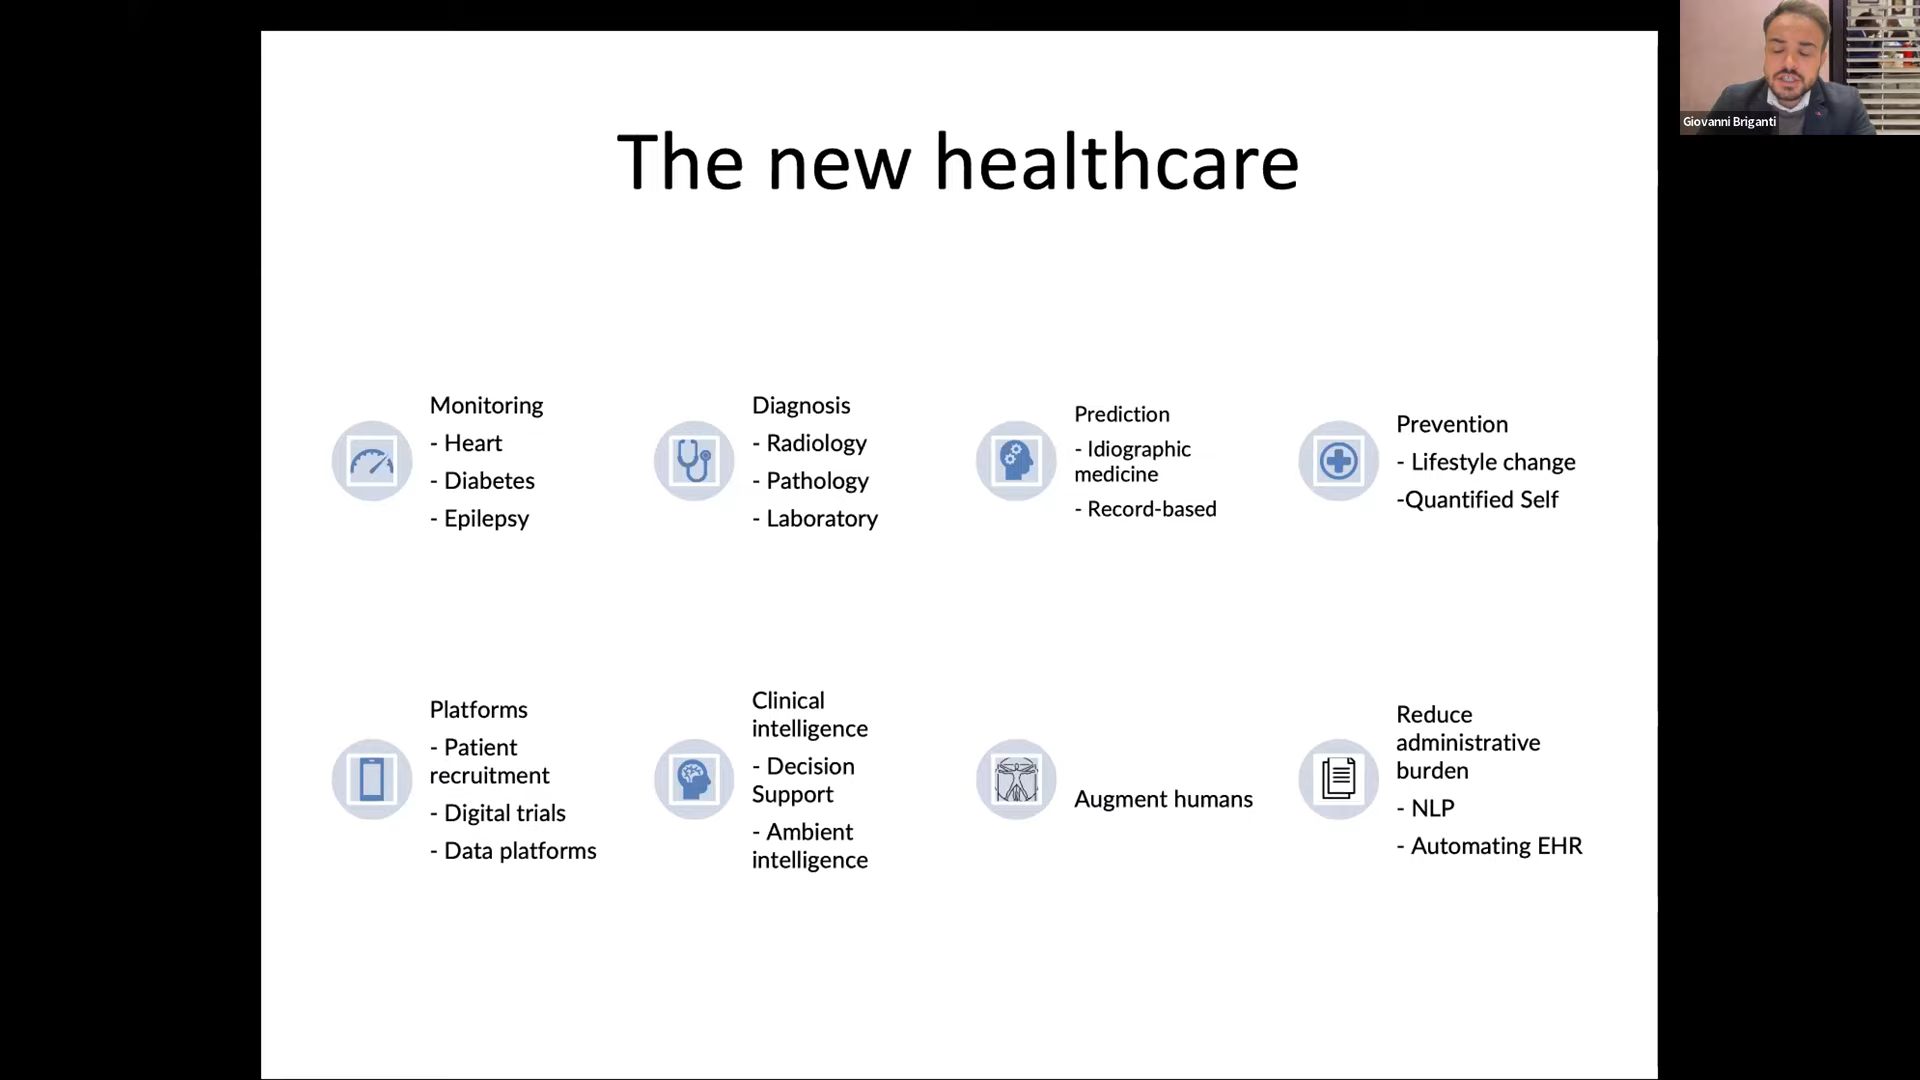 The new healthcare
Giovanni Briganti
Monitoring
- Heart
- Diabetes
- Epilepsy
Diagnosis
- Radiology
- Pathology
- Laboratory
Prediction
- Idiographic
medicine
- Record-based
Prevention
- Lifestyle change
-Quantified Self
Platforms
- Patient
recruitment
- Digital trials
- Data platforms
Clinical
intelligence
- Decision
Support
- Ambient
intelligence
Augment humans
Reduce
administrative
burden
- NLP
- Automating EHR